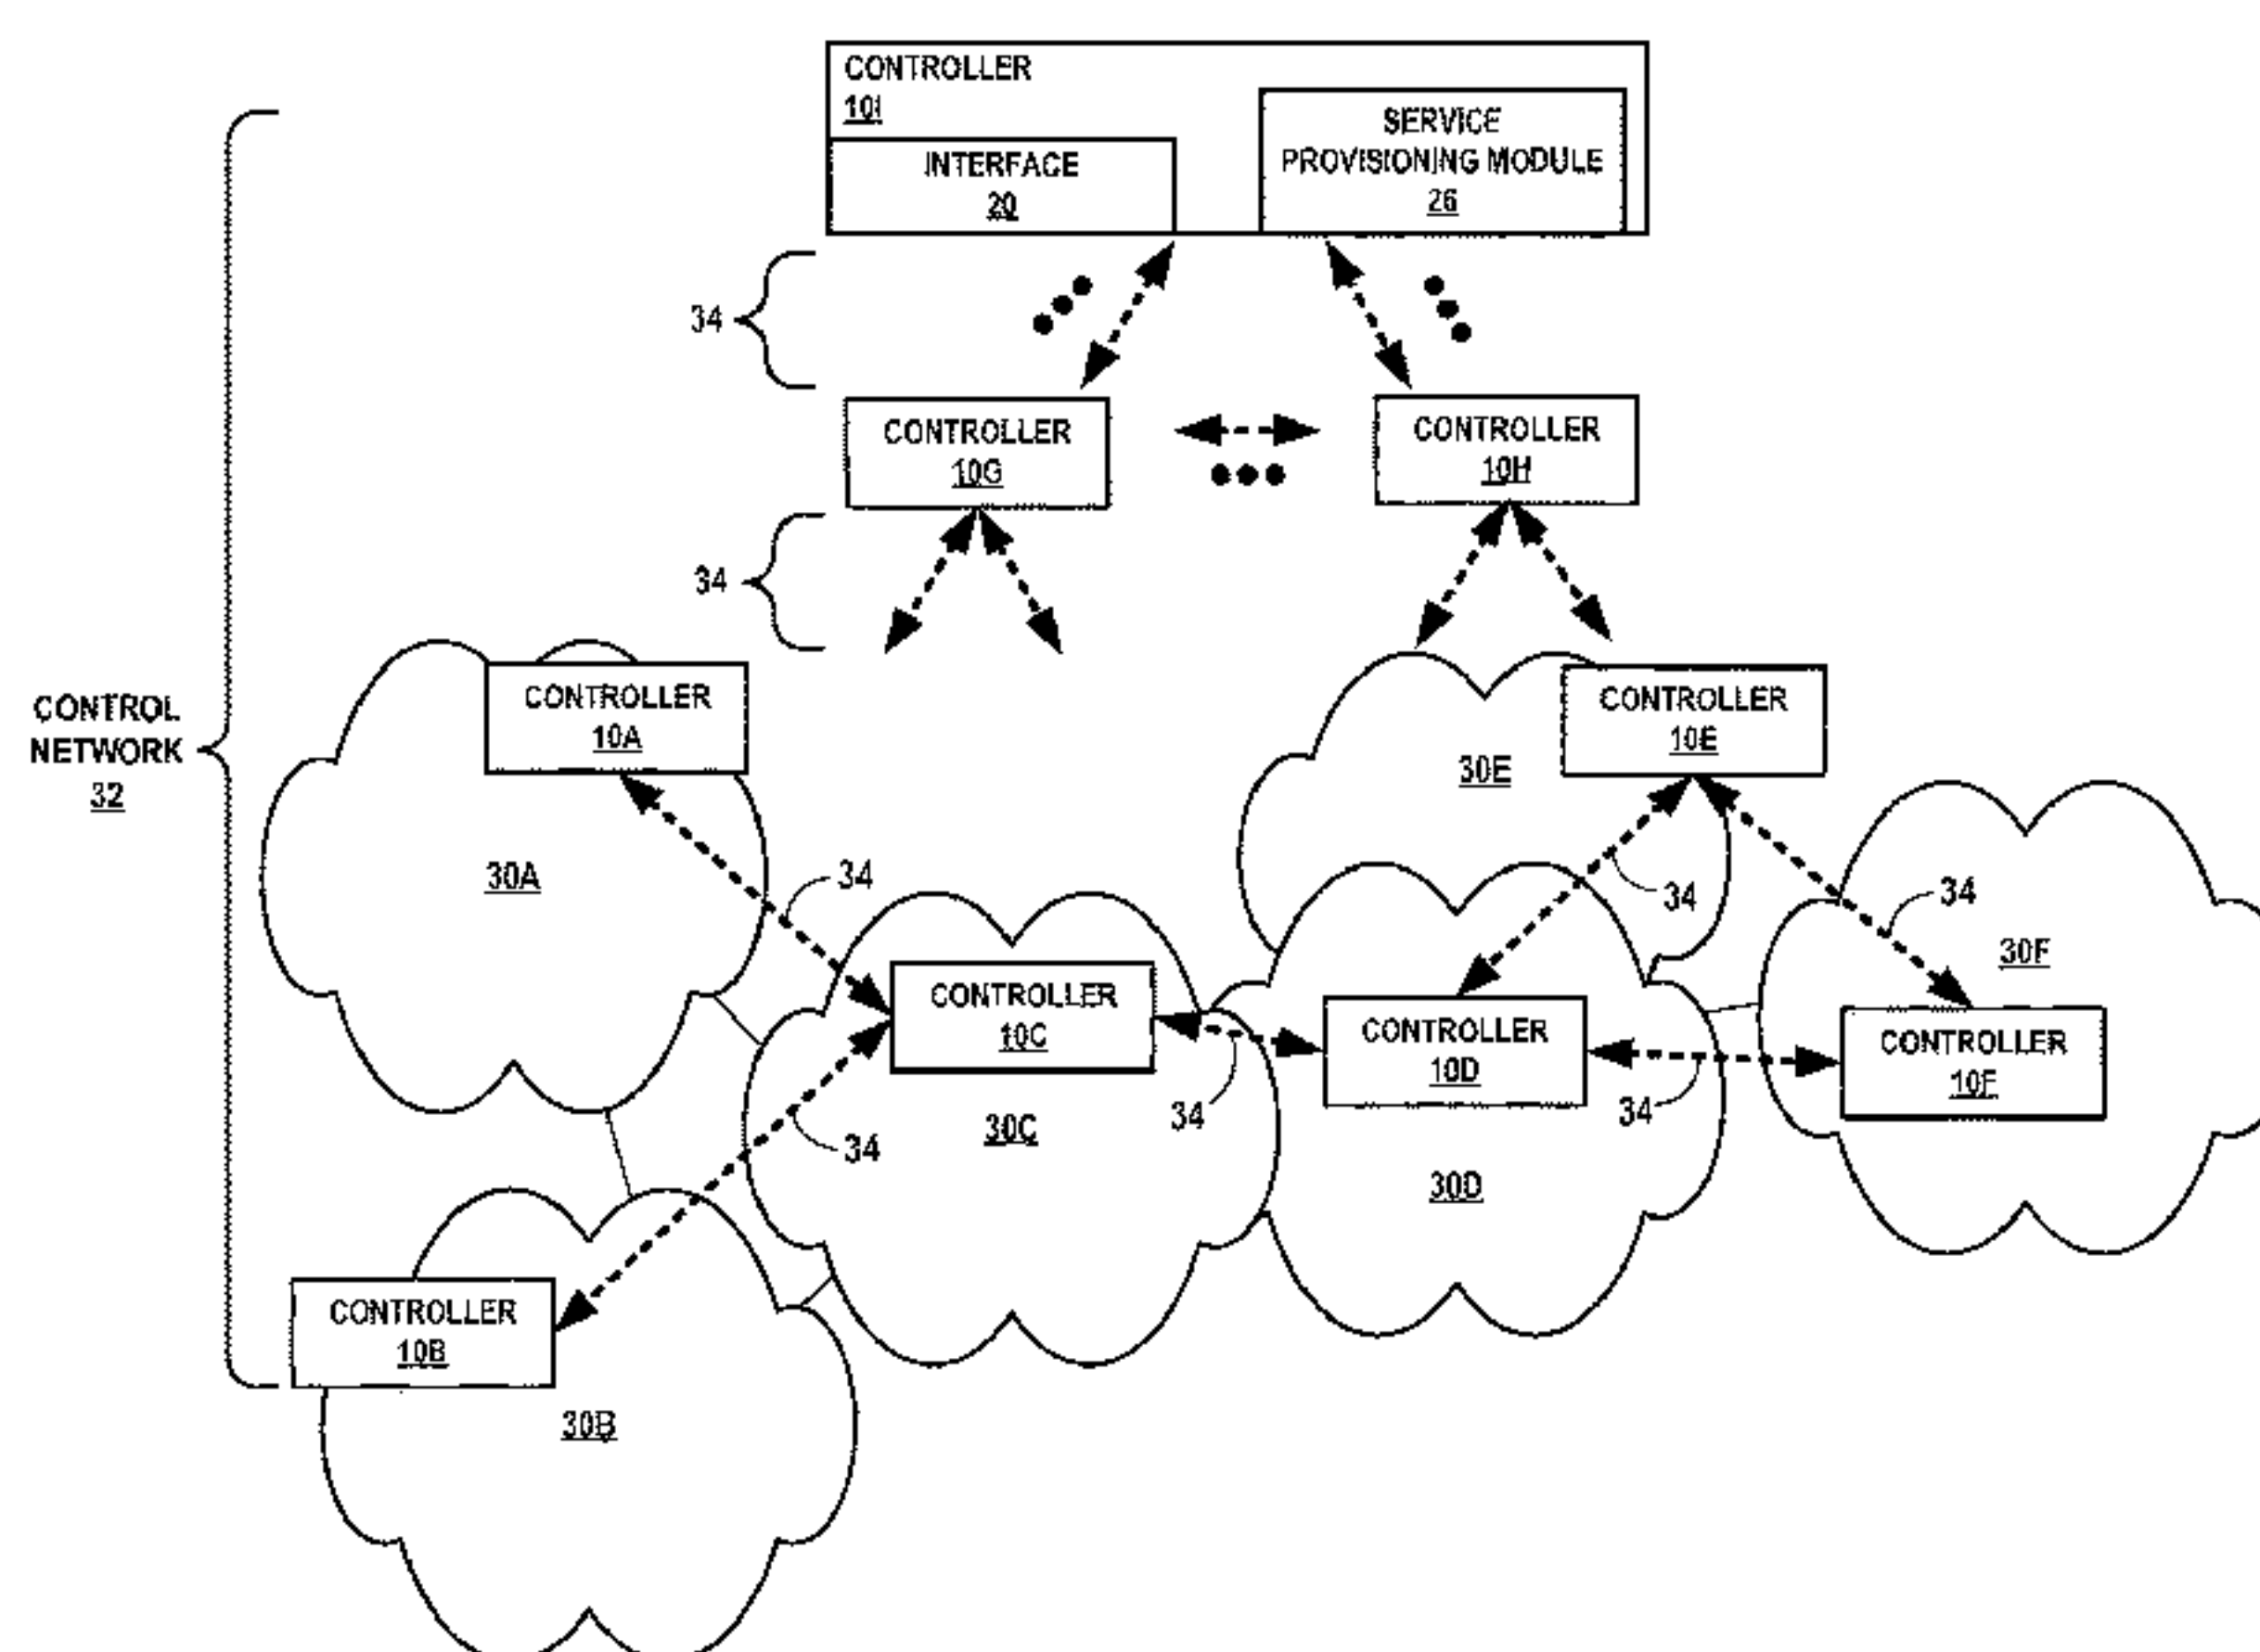 CONTROLLER
10I
INTERFACE
20
SERVICE
PROVISIONING MODULE
26
34
CONTROLLER
10G
CONTROLLER
10H
34
CONTROL
NETWORK
32
CONTROLLER
10A
CONTROLLER
10E
30E
30A
34
34
34
30F
CONTROLLER
10C
CONTROLLER
10D
CONTROLLER
10F
34
34
34
30C
30D
CONTROLLER
10B
30B